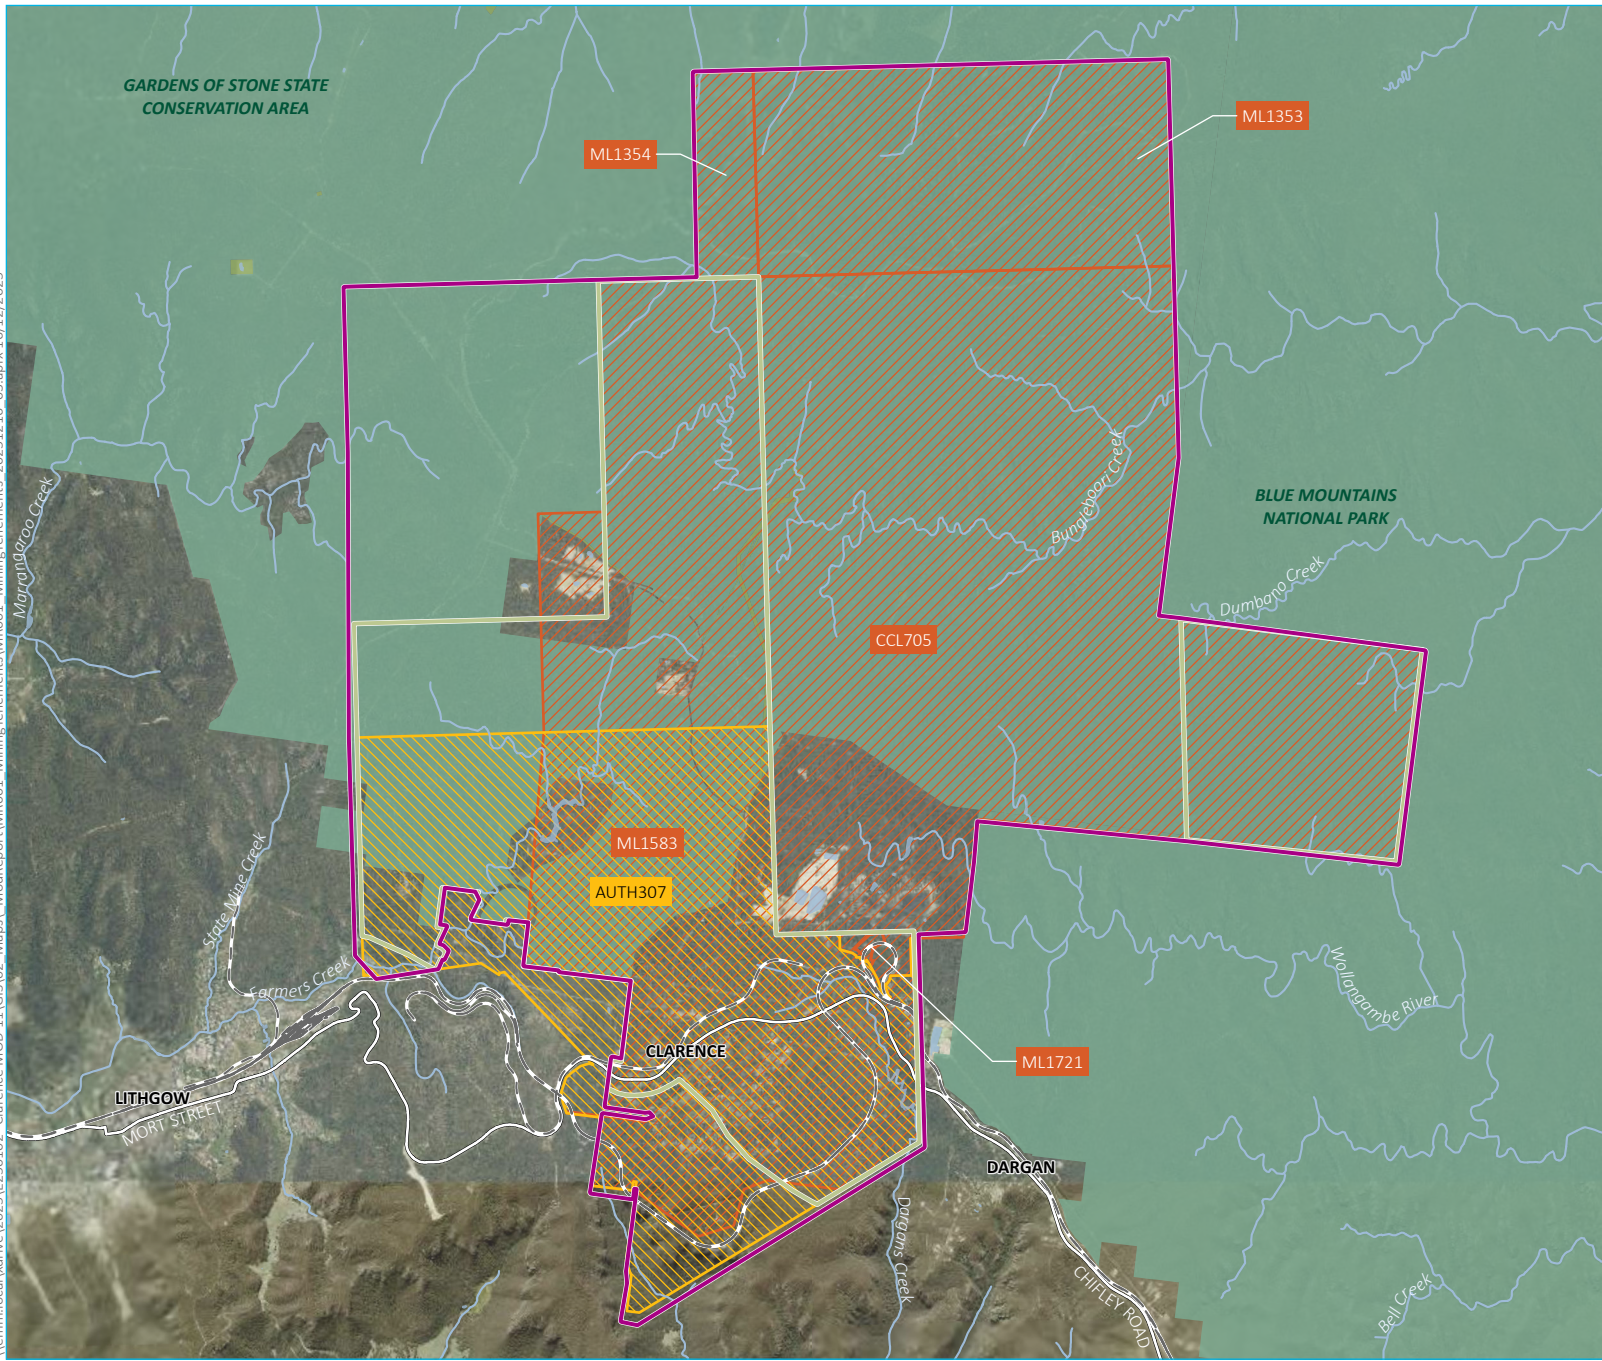 GARDENS OF STONE STATE
CONSERVATION AREA
ML1354
ML1353
BLUE MOUNTAINS
NATIONAL PARK
Marrangaroo Creek
Bungleboori Creek
Dumbano Creek
CCL705
ML1583
AUTH307
State Mine Creek
Farmers Creek
Wollangambe River
CLARENCE
ML1721
LITHGOW
MORT STREET
DARGAN
Dargans Creek
CHIFLEY ROAD
Bell Creek